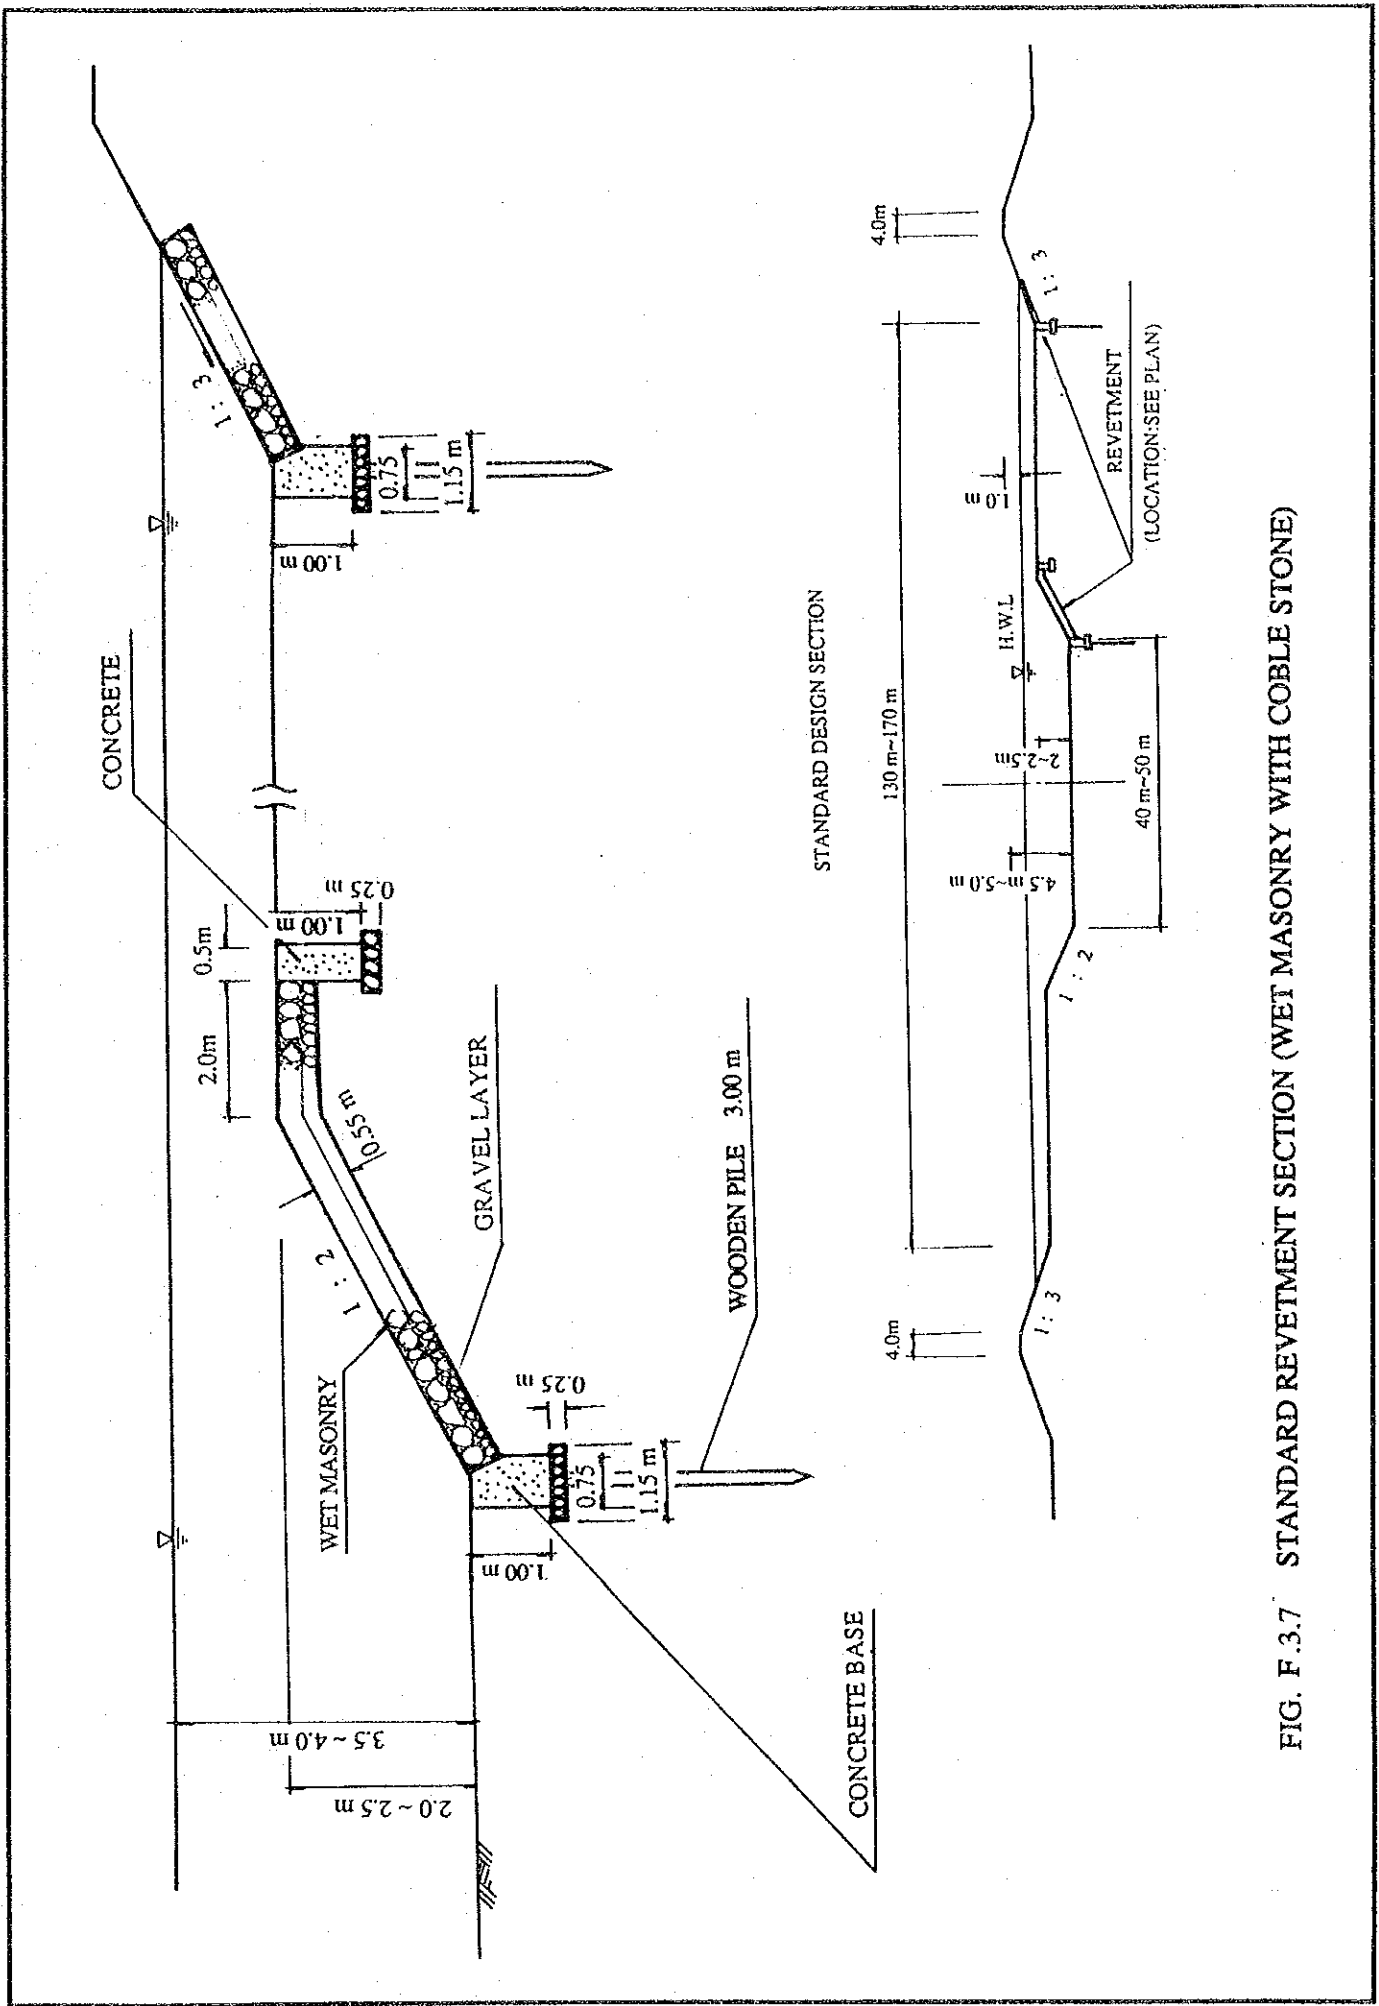 CONCRETE
2.0m
0.5m
1.00 m
0.25 m
1 : 3
1.00 m
0.75
1.15 m
1 : 2
0.55 m
WET MASONRY
GRAVEL LAYER
3.5 ~ 4.0 m
2.0 ~ 2.5 m
1.00 m
0.25 m
0.75
1.15 m
WOODEN PILE 3.00 m
CONCRETE BASE
STANDARD DESIGN SECTION
130 m~170 m
4.0m
4.0m
1 : 3
1 : 2
4.5 m~5.0 m
2~2.5m
H.W.L
1.0 m
1 : 3
40 m~50 m
REVETMENT
(LOCATION:SEE PLAN)
FIG. F.3.7 STANDARD REVETMENT SECTION (WET MASONRY WITH COBLE STONE)